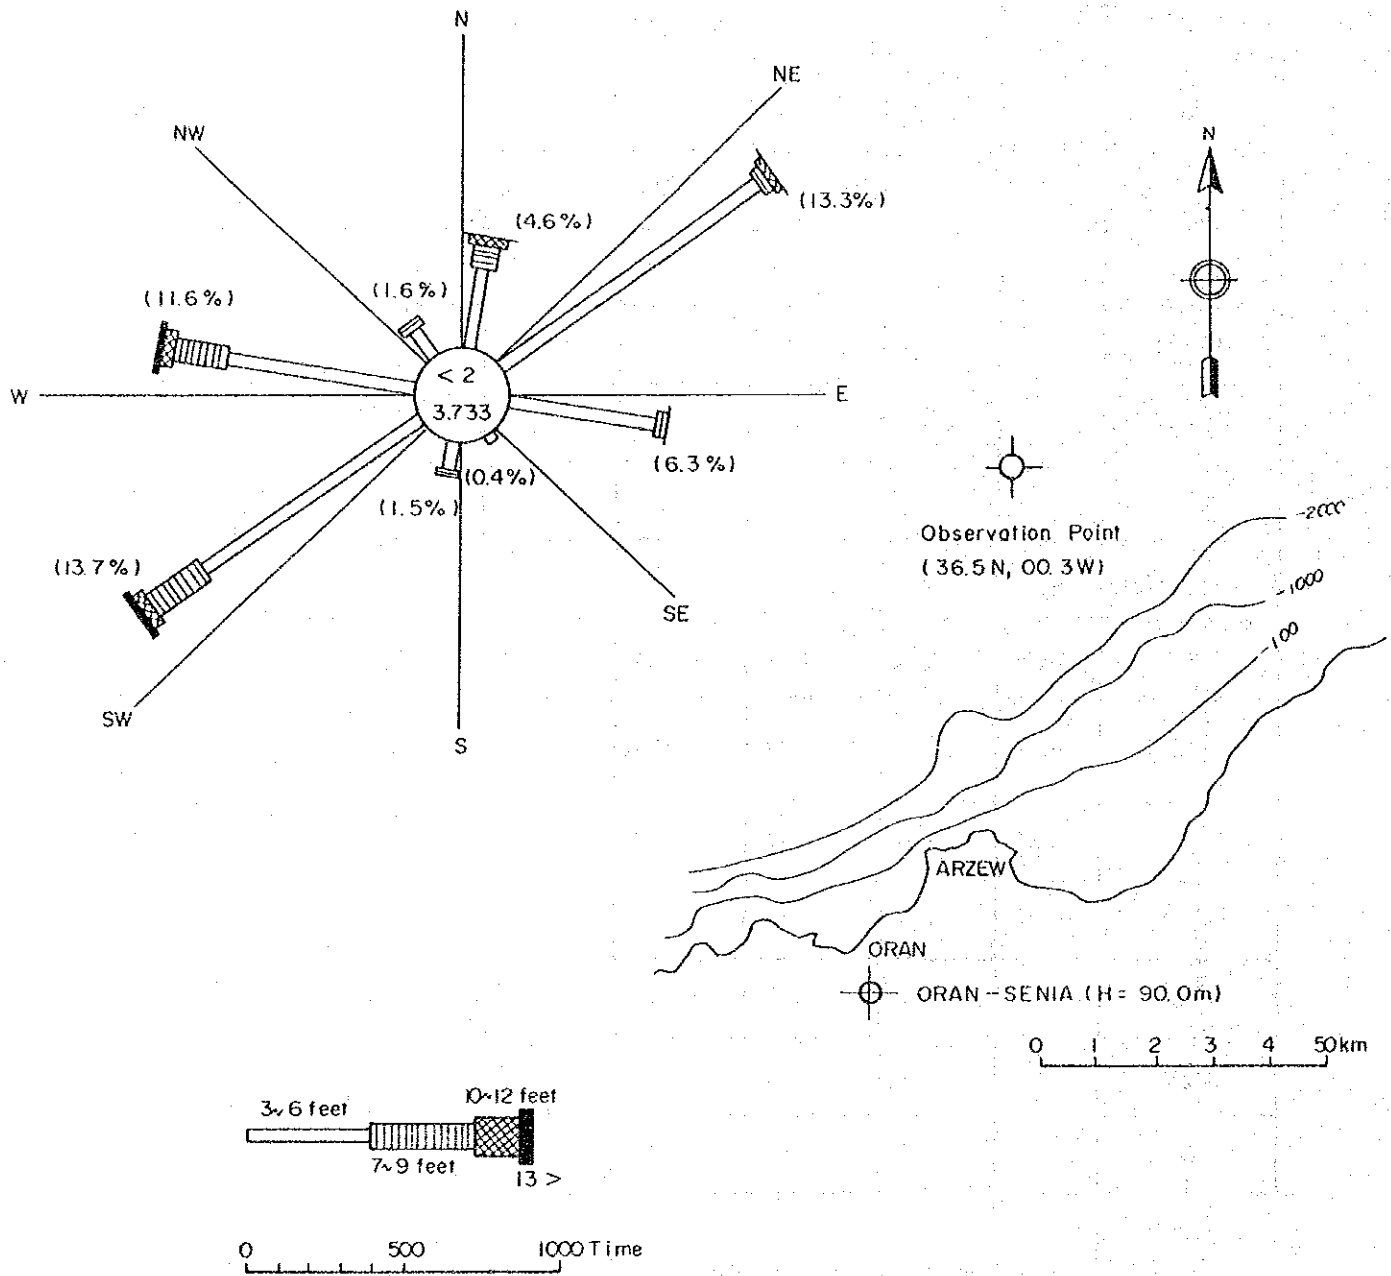 N
NE
NW
N
(13.3%)
(4.6%)
(1.6%)
(11.6%)
< 2
3.733
W
E
(6.3%)
(0.4%)
(1.5%)
-2000
Observation Point
(36.5N, 00.3W)
(13.7%)
-1000
SE
-100
SW
S
ARZEW
ORAN
ORAN-SENIA (H= 90.0m)
0 1 2 3 4 50km
10~12 feet
3~6 feet
7~9 feet
13 >
0 500 1000 Time